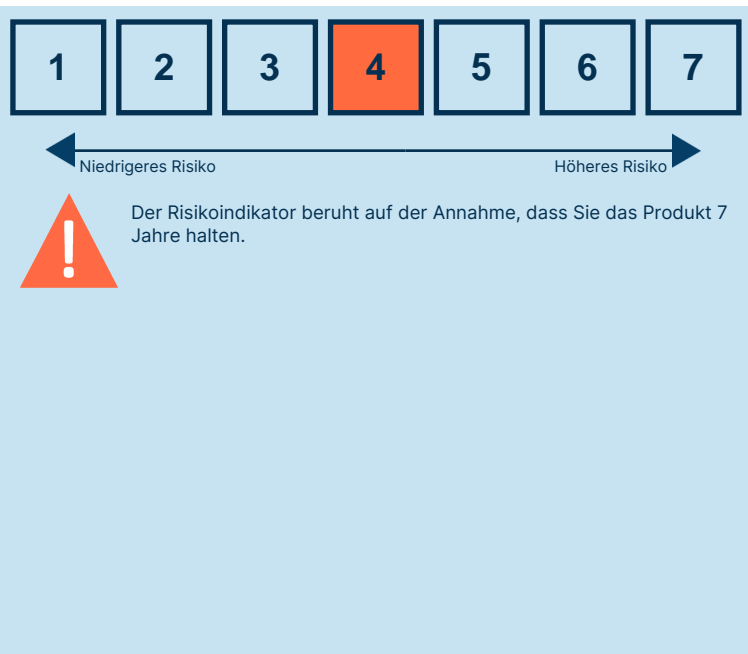 1 2 3 4 5 6 7
Niedrigeres Risiko Höheres Risiko
!
Der Risikoindikator beruht auf der Annahme, dass Sie das Produkt 7
Jahre halten.